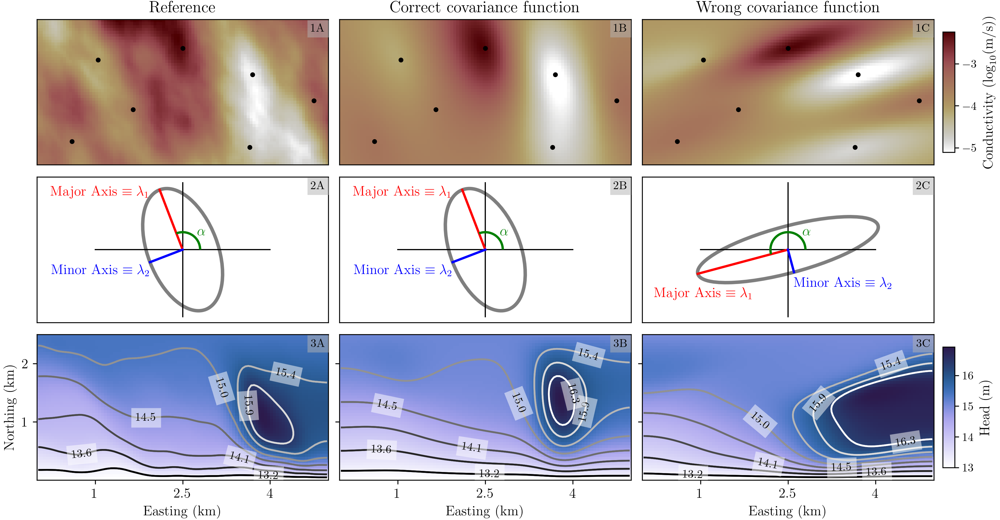 Reference
Correct covariance function
Wrong covariance function
1A
1B
1C
−3
−4
−5
Conductivity (log₁₀(m/s))
2A
Major Axis ≡ λ₁
α
Minor Axis ≡ λ₂
2B
Major Axis ≡ λ₁
α
Minor Axis ≡ λ₂
2C
α
Minor Axis ≡ λ₂
Major Axis ≡ λ₁
3A
15.4
15.0
15.9
14.5
13.6
14.1
13.2
3B
15.4
16.3
15.0
14.5
15.9
14.1
13.6
13.2
3C
15.4
15.9
15.0
16.3
14.1
14.5
13.2
13.6
2
1
Northing (km)
16
15
14
13
Head (m)
1
2.5
4
1
2.5
4
1
2.5
4
Easting (km)
Easting (km)
Easting (km)